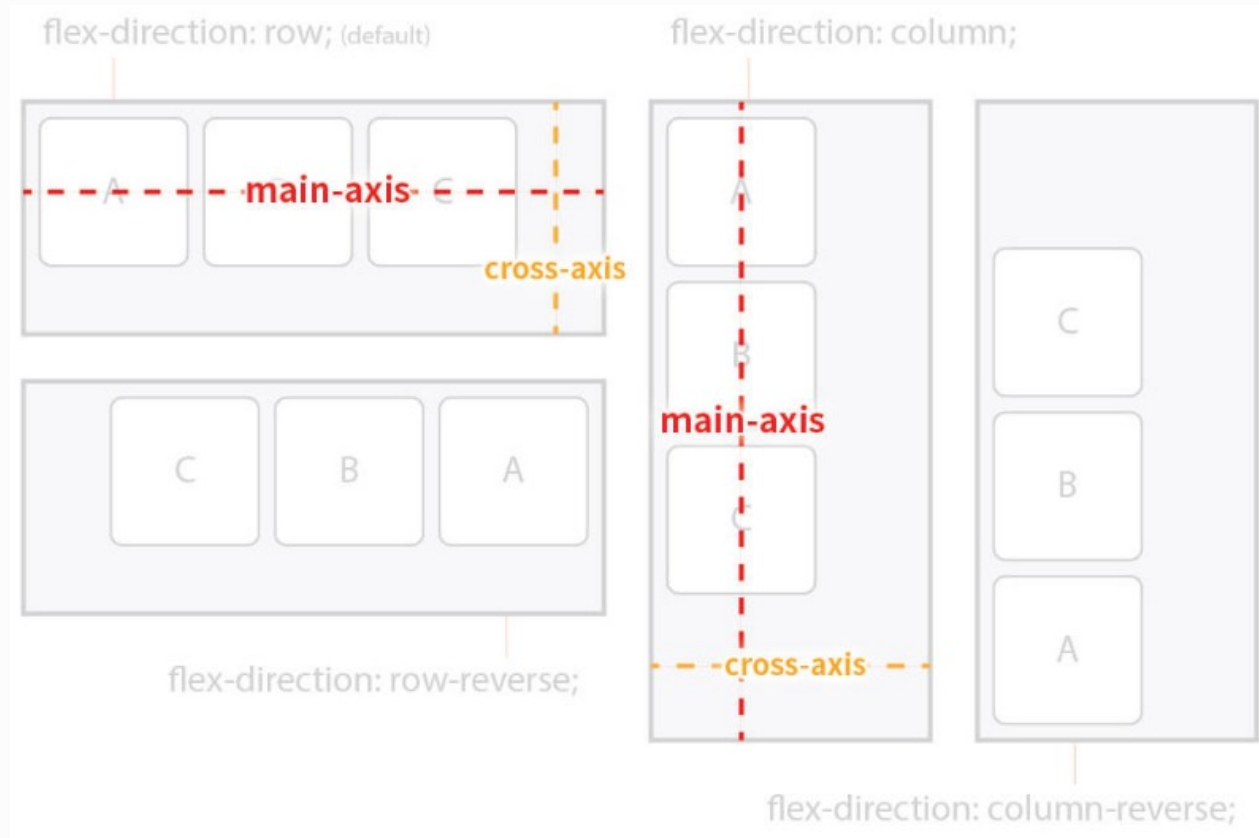 flex-direction: row; (default)
A
main-axis
C
cross-axis
C
B
A
flex-direction: row-reverse;
flex-direction: column;
A
B
main-axis
C
cross-axis
C
B
A
flex-direction: column-reverse;